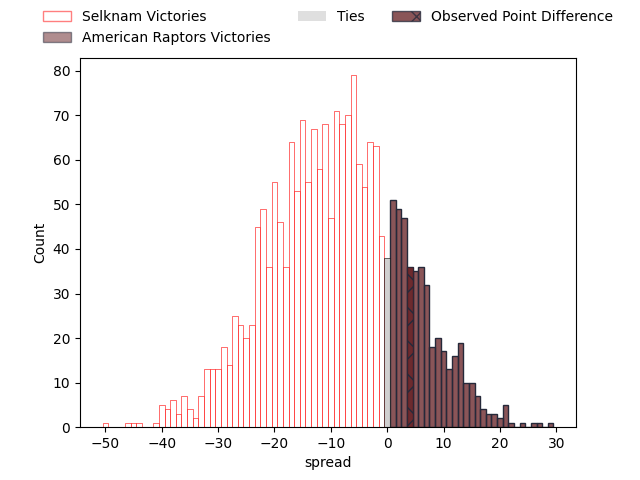 Selknam Victories
Ties
Observed Point Difference
American Raptors Victories
80
70
60
50
40
30
20
10
0
Count
−50 −40 −30 −20 −10 0 10 20 30
spread